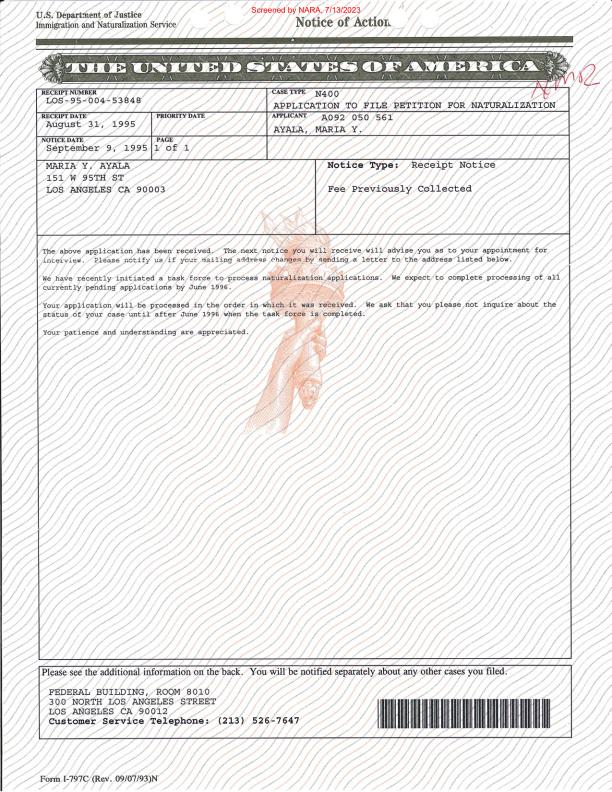 Screened by NARA, 7/13/2023
U.S. Department of Justice
Immigration and Naturalization Service
Notice of Action
THE UNITED STATES OF AMERICA
RECEIPT NUMBER
LOS-95-004-53848
CASE TYPE N400
APPLICATION TO FILE PETITION FOR NATURALIZATION
RECEIPT DATE
August 31, 1995
PRIORITY DATE
APPLICANT A092 050 561
AYALA, MARIA Y.
NOTICE DATE
September 9, 1995
PAGE
1 of 1
MARIA Y. AYALA
151 W 95TH ST
LOS ANGELES CA 90003
Notice Type: Receipt Notice
Fee Previously Collected
The above application has been received. The next notice you will receive will advise you as to your appointment for
interview. Please notify us if your mailing address changes by sending a letter to the address listed below.
We have recently initiated a task force to process naturalization applications. We expect to complete processing of all
currently pending applications by June 1996.
Your application will be processed in the order in which it was received. We ask that you please not inquire about the
status of your case until after June 1996 when the task force is completed.
Your patience and understanding are appreciated.
Please see the additional information on the back. You will be notified separately about any other cases you filed.
FEDERAL BUILDING, ROOM 8010
300 NORTH LOS ANGELES STREET
LOS ANGELES CA 90012
Customer Service Telephone: (213) 526-7647
Form I-797C (Rev. 09/07/93)N